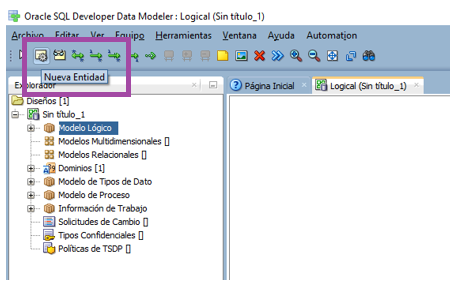 Oracle SQL Developer Data Modeler : Logical (Sin título_1)
Archivo Editar Ver Equipo Herramientas Ventana Ayuda Automation
Nueva Entidad
Explorador
Página Inicial
Logical (Sin título_1)
Diseños [1]
Sin título_1
Modelo Lógico
Modelos Multidimensionales []
Modelos Relacionales []
Dominios [1]
Modelo de Tipos de Dato
Modelo de Proceso
Información de Trabajo
Solicitudes de Cambio []
Tipos Confidenciales []
Políticas de TSDP []